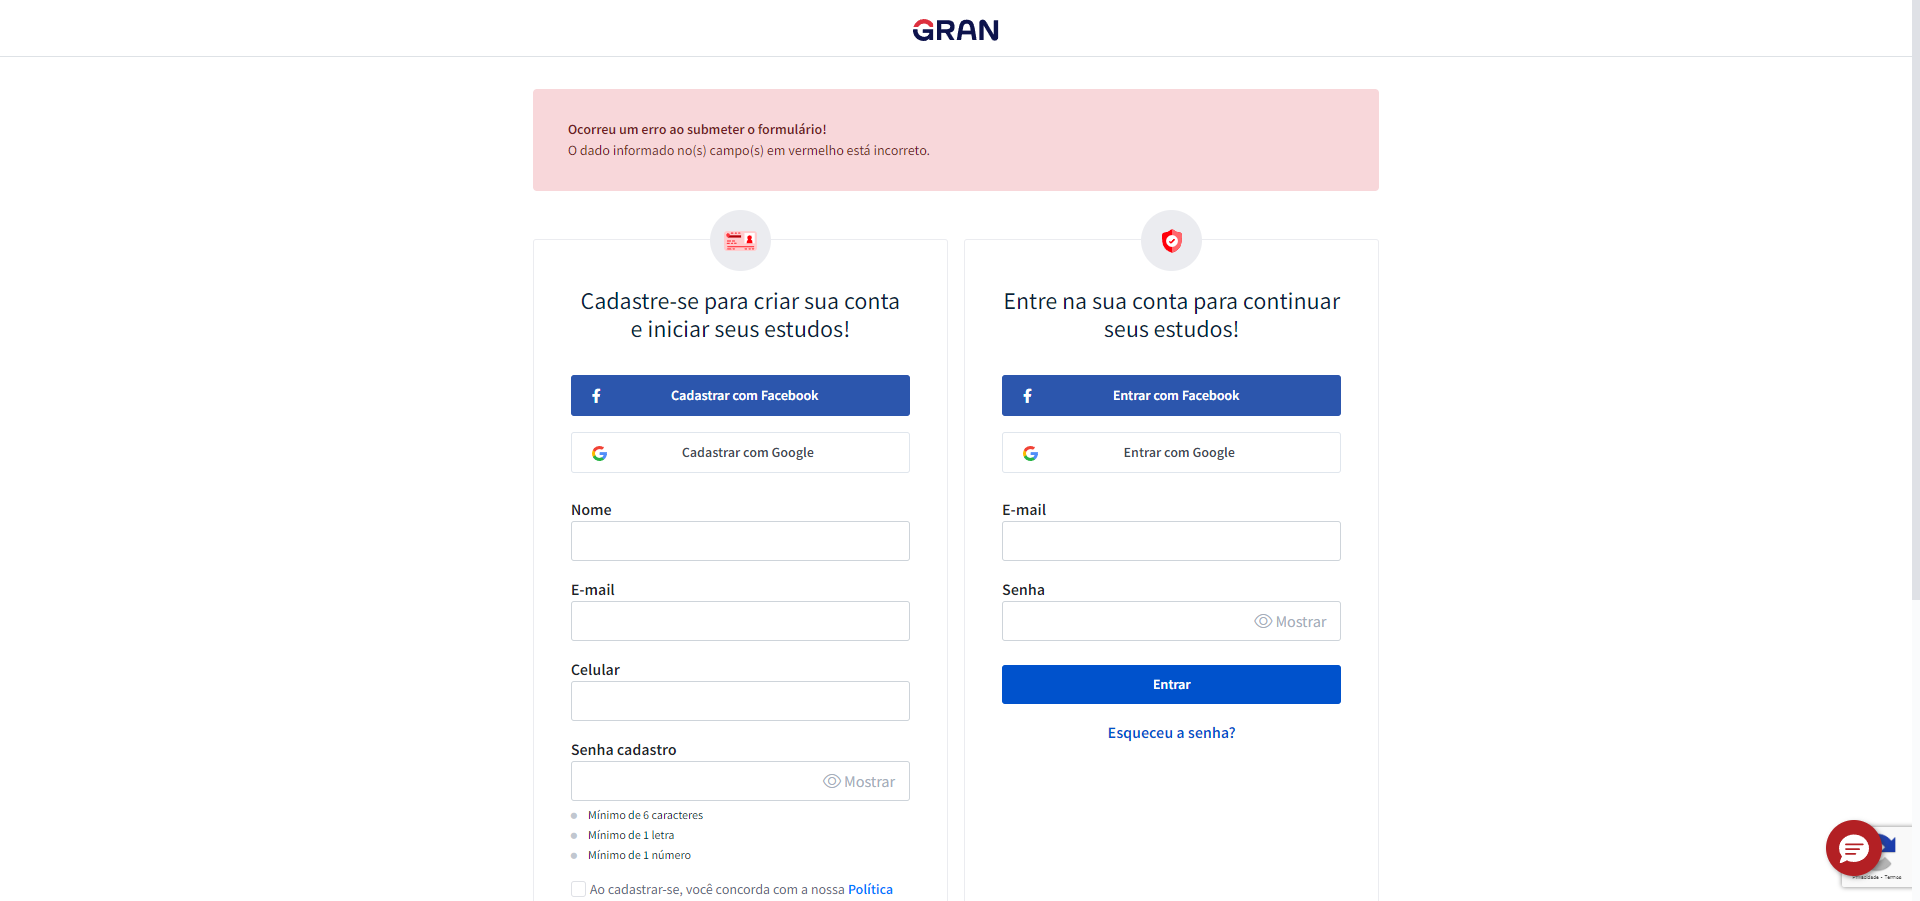 GRAN
Ocorreu um erro ao submeter o formulário!
O dado informado no(s) campo(s) em vermelho está incorreto.
Cadastre-se para criar sua conta
e iniciar seus estudos!
Cadastrar com Facebook
Cadastrar com Google
Nome
E-mail
Celular
Senha cadastro
Mostrar
Mínimo de 6 caracteres
Mínimo de 1 letra
Mínimo de 1 número
Ao cadastrar-se, você concorda com a nossa Política
Entre na sua conta para continuar
seus estudos!
Entrar com Facebook
Entrar com Google
E-mail
Senha
Mostrar
Entrar
Esqueceu a senha?
- Termos